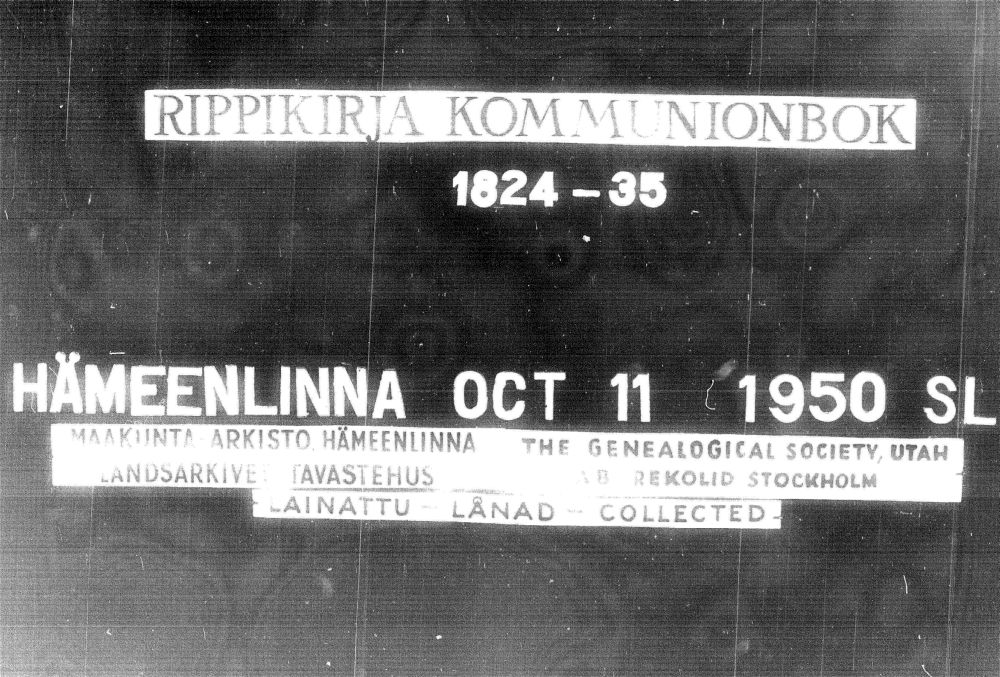 RIPPIKIRJA KOMMUNIONBOK
1824-35
HÄMEENLINNA OCT 11 1950 SL
MAAKUNTA-ARKISTO, HÄMEENLINNA THE GENEALOGICAL SOCIETY, UTAH
LANDSARKIVE TAVASTEHUS AB REKOLID STOCKHOLM
LAINATTU - LÅNAD - COLLECTED -